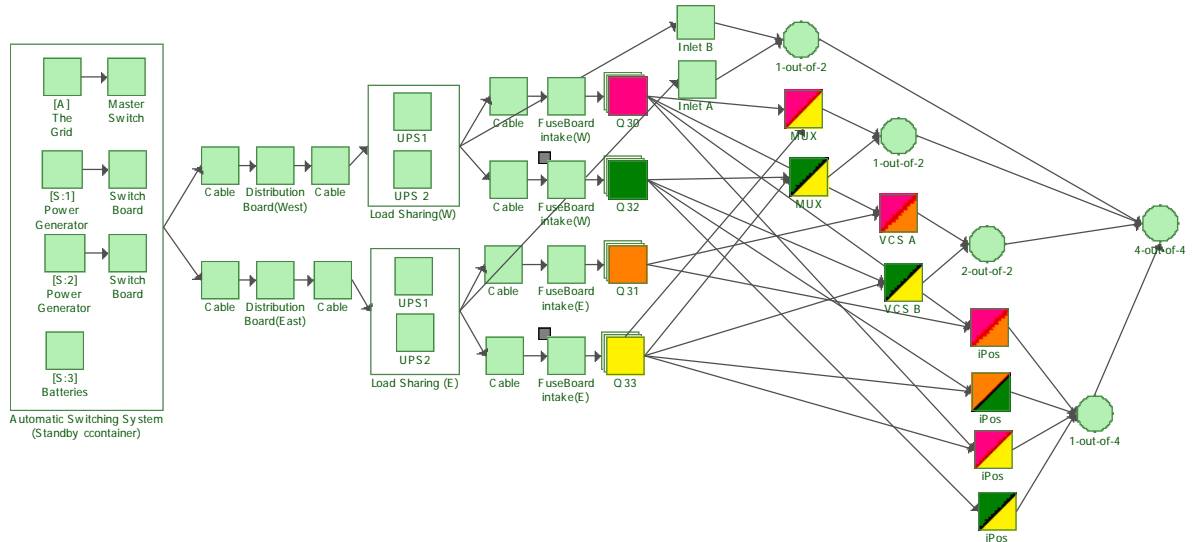 [A]
The
Grid
Master
Switch
[S:1]
Power
Generator
Switch
Board
[S:2]
Power
Generator
Switch
Board
[S:3]
Batteries
Automatic Switching System
(Standby ccontainer)
Cable
Distribution
Board(West)
Cable
Cable
Distribution
Board(East)
Cable
UPS1
UPS 2
Load Sharing(W)
UPS1
UPS2
Load Sharing (E)
Cable
FuseBoard
intake(W)
Q30
Cable
FuseBoard
intake(W)
Q32
Cable
FuseBoard
intake(E)
Q31
Cable
FuseBoard
intake(E)
Q33
Inlet B
Inlet A
1-out-of-2
MUX
MUX
1-out-of-2
VCS A
VCS B
2-out-of-2
iPos
iPos
iPos
iPos
1-out-of-4
4-out-of-4